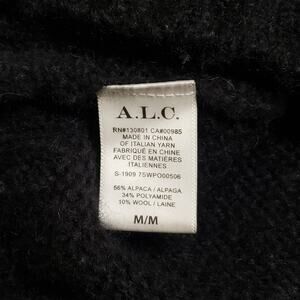 A.L.C.
RN#130801 CA#00985
MADE IN CHINA
OF ITALIAN YARN
FABRIQUÉ EN CHINE
AVEC DES MATIÈRES
ITALIENNES
S-1909 7SWPO00506
56% ALPACA / ALPAGA
34% POLYAMIDE
10% WOOL / LAINE
M/M